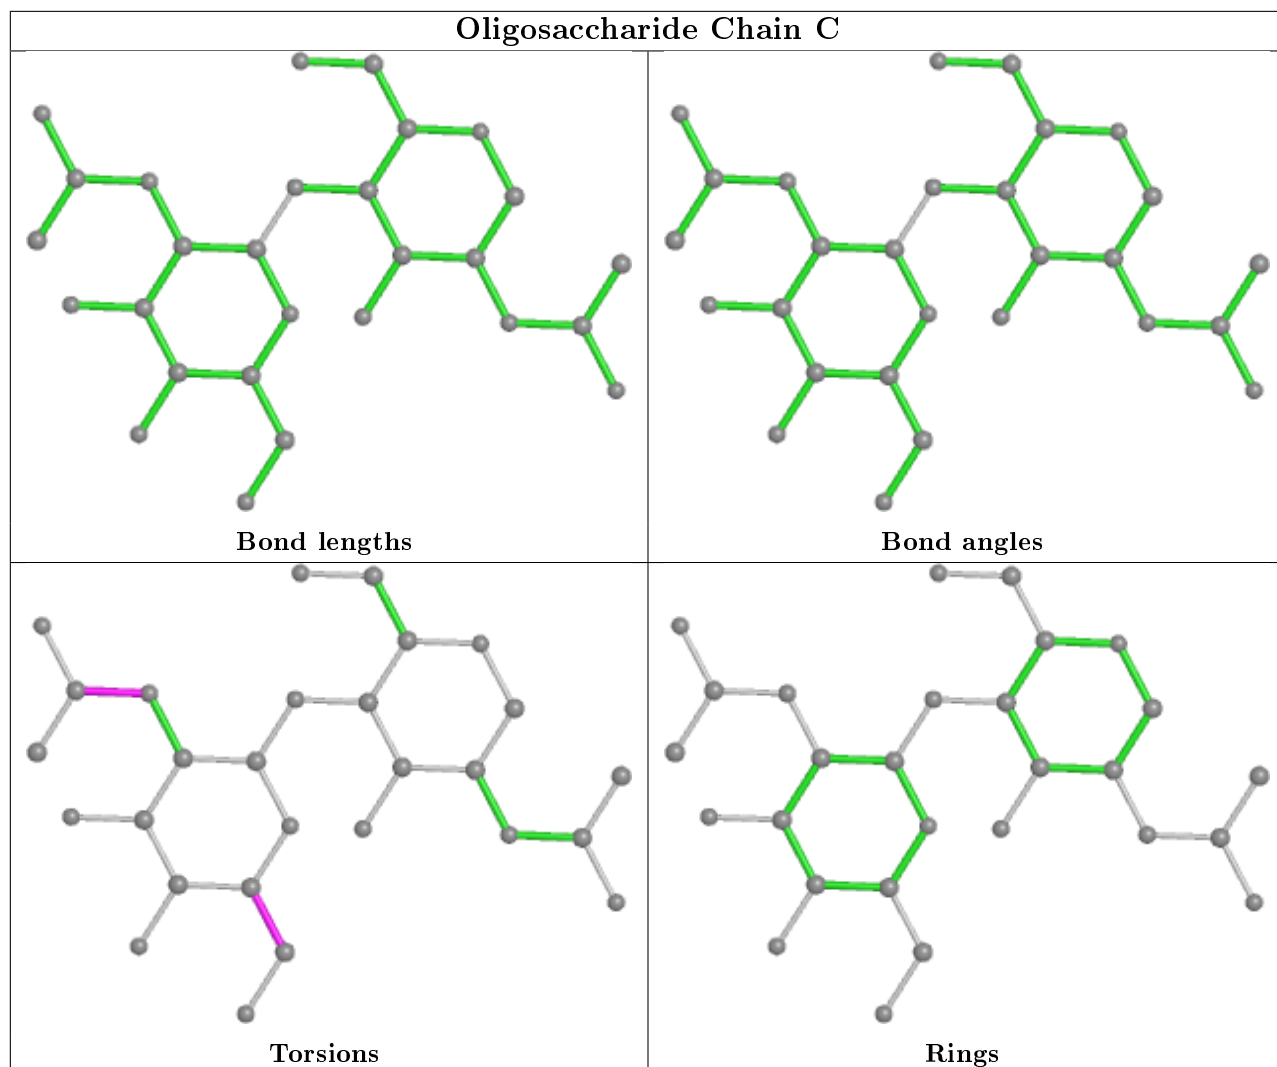 Oligosaccharide Chain C
Bond lengths
Bond angles
Torsions
Rings